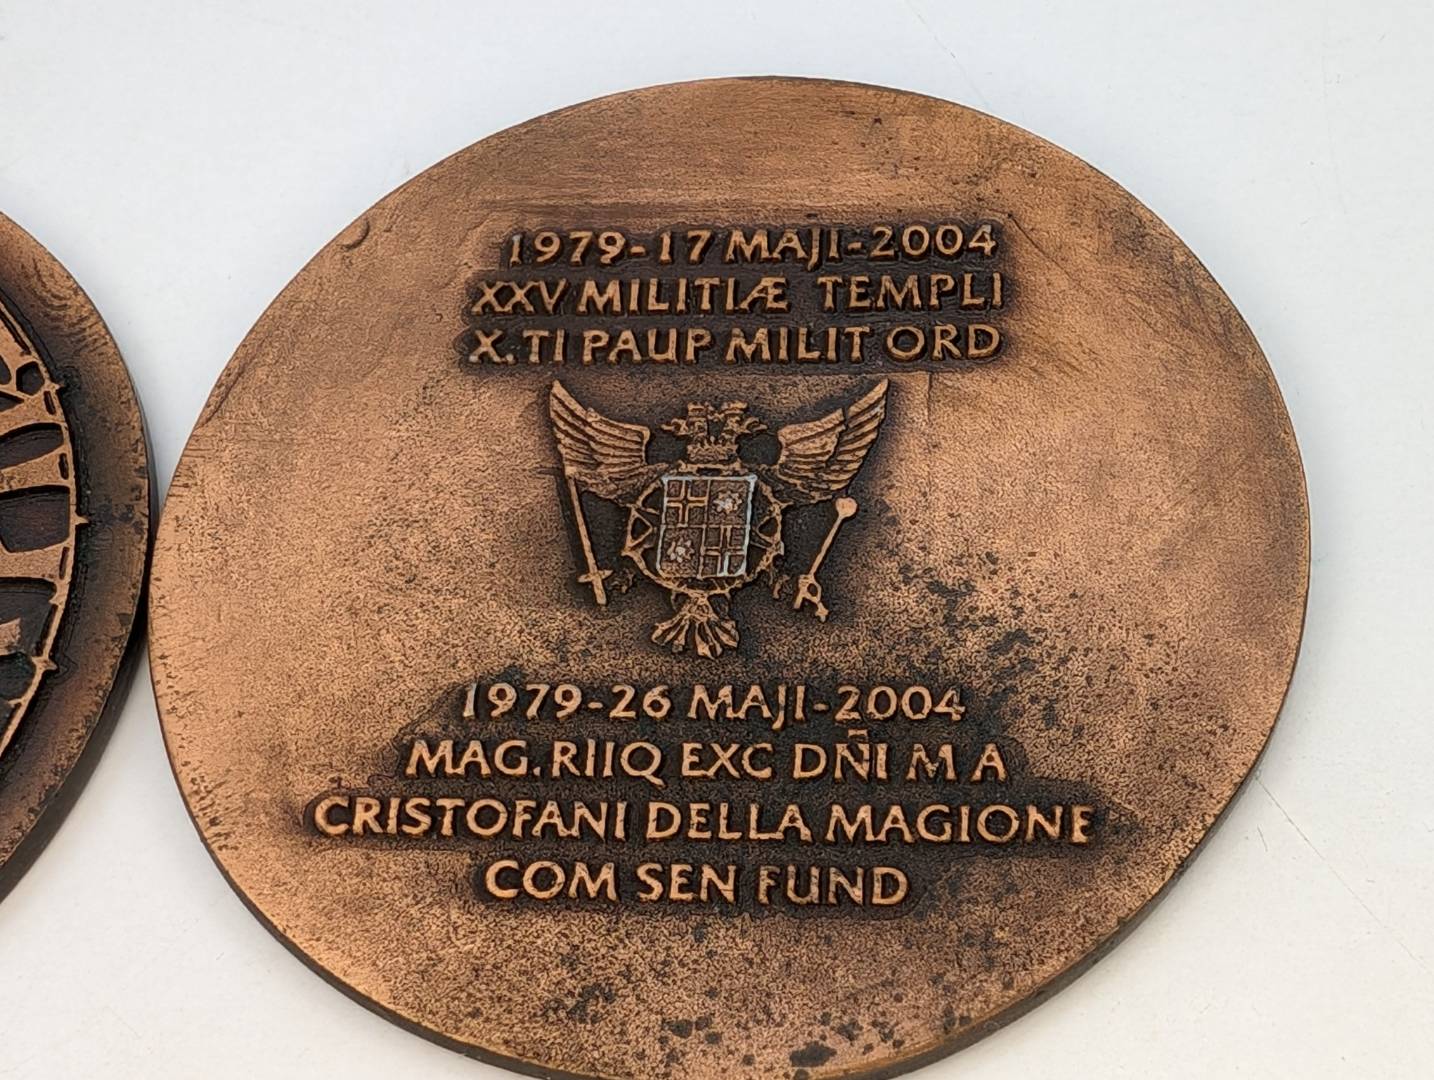 1979-17 MAJI-2004
XXV MILITIÆ TEMPLI
X.TI PAUP MILIT ORD
1979-26 MAJI-2004
MAG. RIIQ EXC DÑI M A
CRISTOFANI DELLA MAGIONE
COM SEN FUND